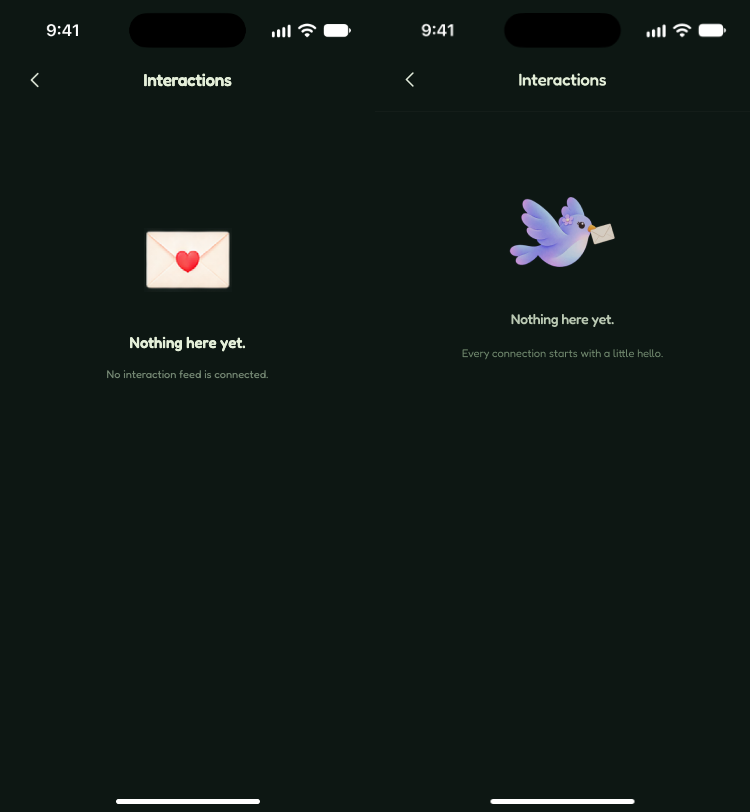 9:41
Interactions
Nothing here yet.
No interaction feed is connected.
9:41
Interactions
Nothing here yet.
Every connection starts with a little hello.